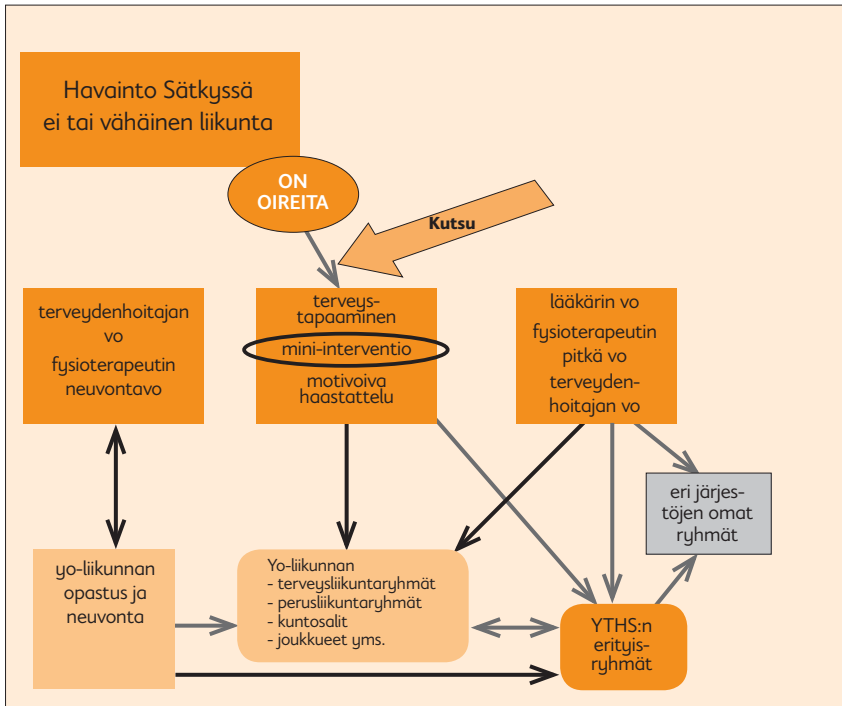 Havainto Sätkyssä
ei tai vähäinen liikunta
ON
OIREITA
Kutsu
terveydenhoitajan
vo
fysioterapeutin
neuvontavo
terveys-
tapaaminen
mini-interventio
motivoiva
haastattelu
lääkärin vo
fysioterapeutin
pitkä vo
terveyden-
hoitajan vo
eri järjes-
töjen omat
ryhmät
yo-liikunnan
opastus ja
neuvonta
Yo-liikunnan
- terveysliikuntaryhmät
- perusliikuntaryhmät
- kuntosalit
- joukkueet yms.
YTHS:n
erityis-
ryhmät